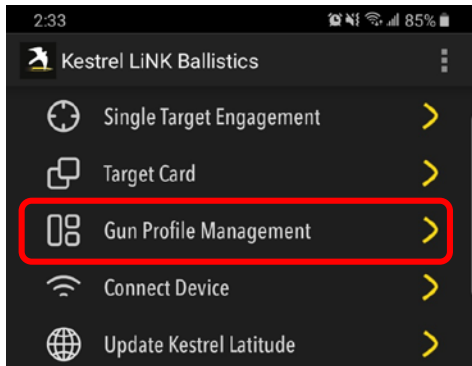 2:33 85%
Kestrel LiNK Ballistics
Single Target Engagement
Target Card
Gun Profile Management
Connect Device
Update Kestrel Latitude